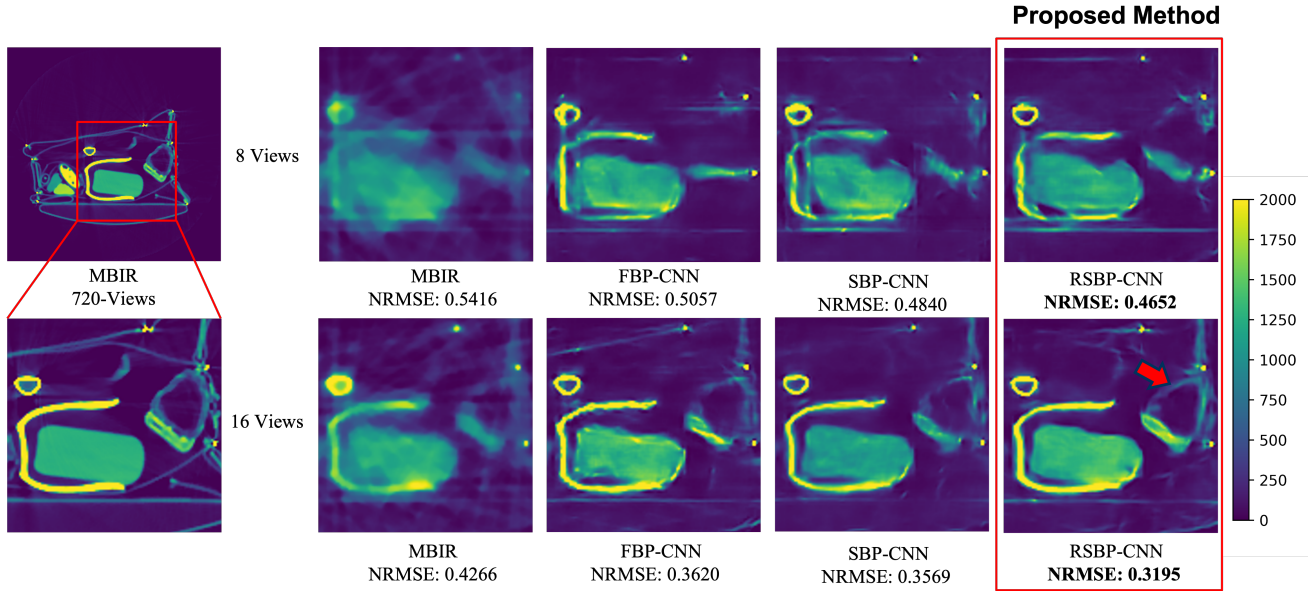 Proposed Method
8 Views
MBIR
720-Views
MBIR
NRMSE: 0.5416
FBP-CNN
NRMSE: 0.5057
SBP-CNN
NRMSE: 0.4840
RSBP-CNN
NRMSE: 0.4652
2000
1750
1500
1250
1000
750
500
250
0
16 Views
MBIR
NRMSE: 0.4266
FBP-CNN
NRMSE: 0.3620
SBP-CNN
NRMSE: 0.3569
RSBP-CNN
NRMSE: 0.3195